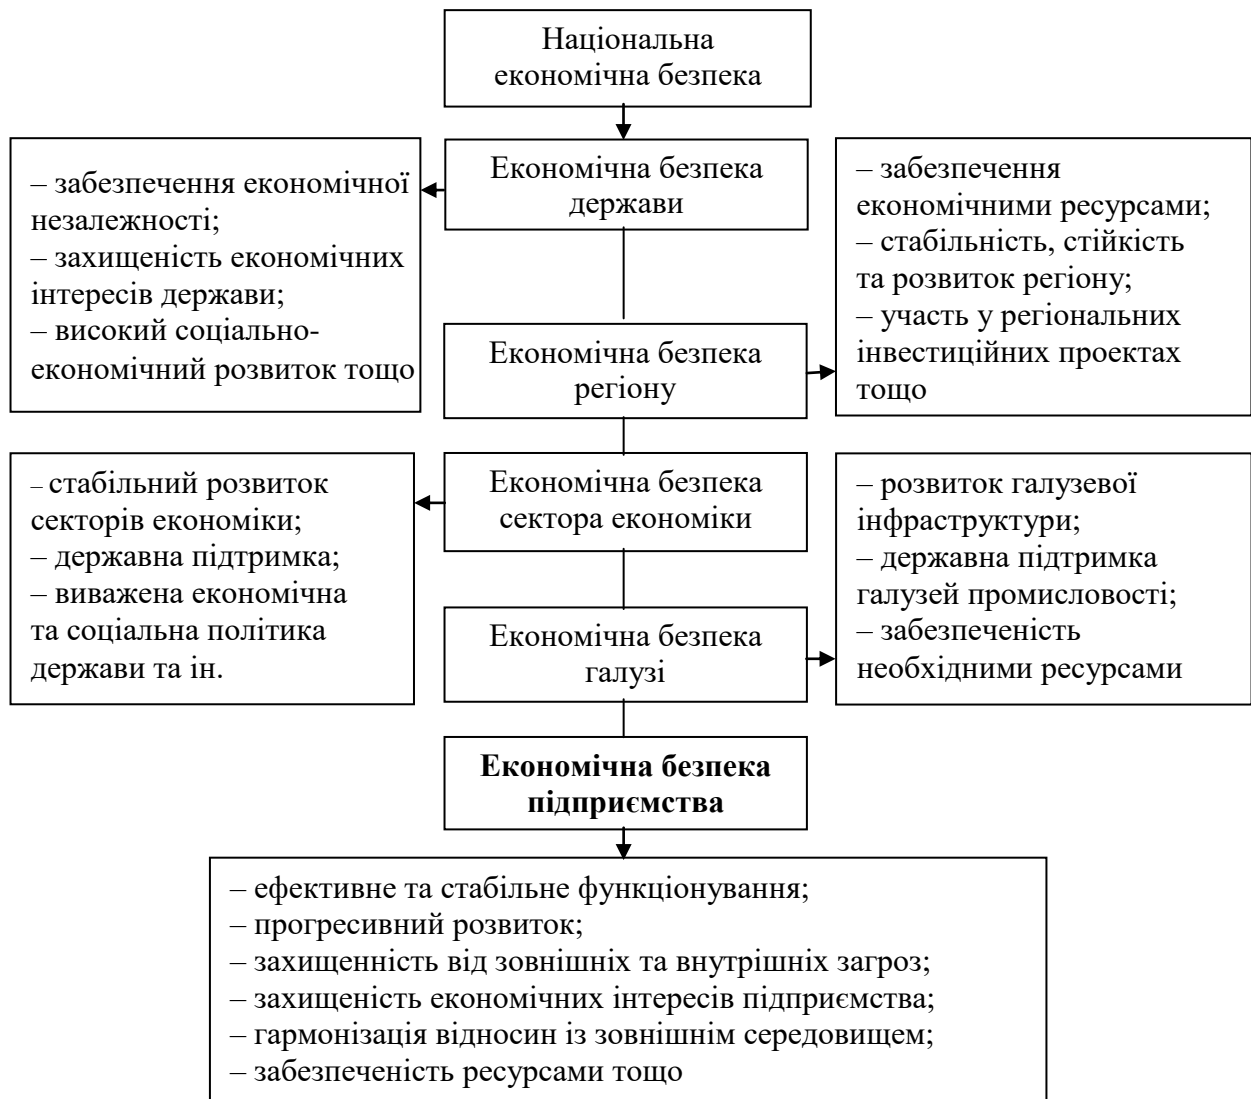 Національна
економічна безпека
Економічна безпека
держави
– забезпечення економічної
незалежності;
– захищеність економічних
інтересів держави;
– високий соціально-
економічний розвиток тощо
– забезпечення
економічними ресурсами;
– стабільність, стійкість
та розвиток регіону;
– участь у регіональних
інвестиційних проектах
тощо
Економічна безпека
регіону
– стабільний розвиток
секторів економіки;
– державна підтримка;
– виважена економічна
та соціальна політика
держави та ін.
Економічна безпека
сектора економіки
– розвиток галузевої
інфраструктури;
– державна підтримка
галузей промисловості;
– забезпеченість
необхідними ресурсами
Економічна безпека
галузі
Економічна безпека
підприємства
– ефективне та стабільне функціонування;
– прогресивний розвиток;
– захищенність від зовнішніх та внутрішніх загроз;
– захищеність економічних інтересів підприємства;
– гармонізація відносин із зовнішнім середовищем;
– забезпеченість ресурсами тощо